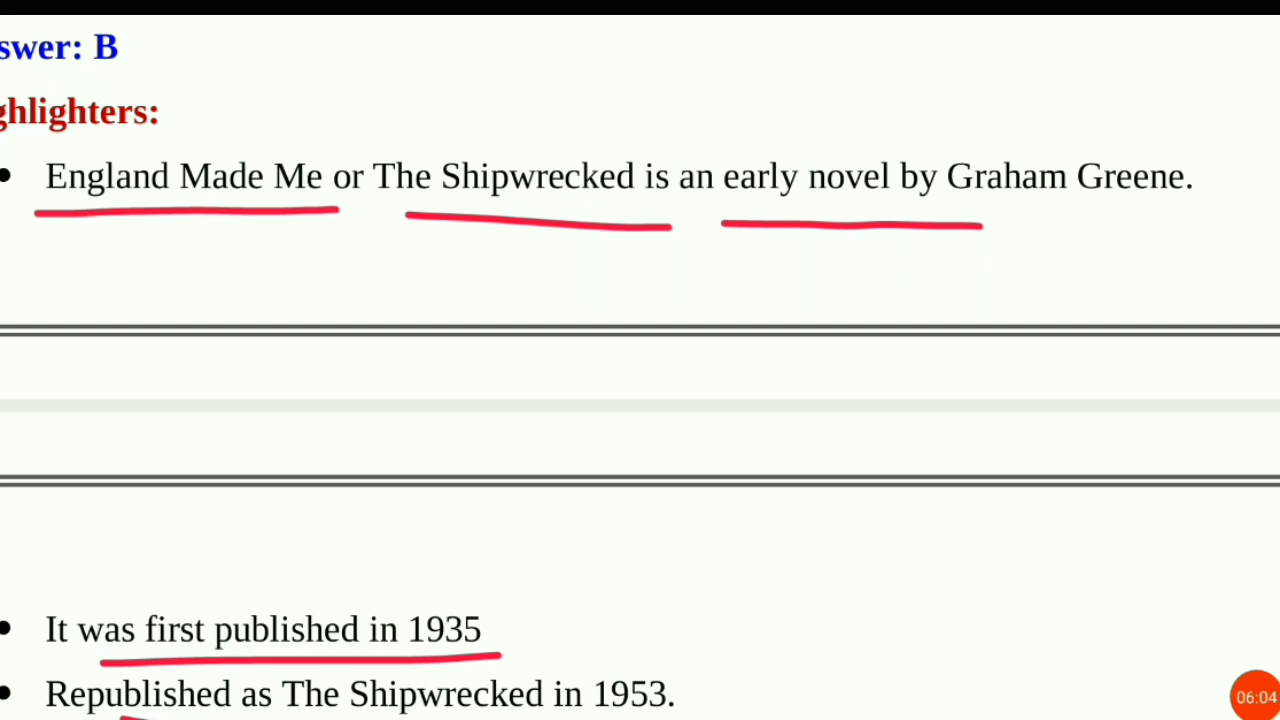 swer: B
ghlighters:
• England Made Me or The Shipwrecked is an early novel by Graham Greene.
• It was first published in 1935
• Republished as The Shipwrecked in 1953.
06:04